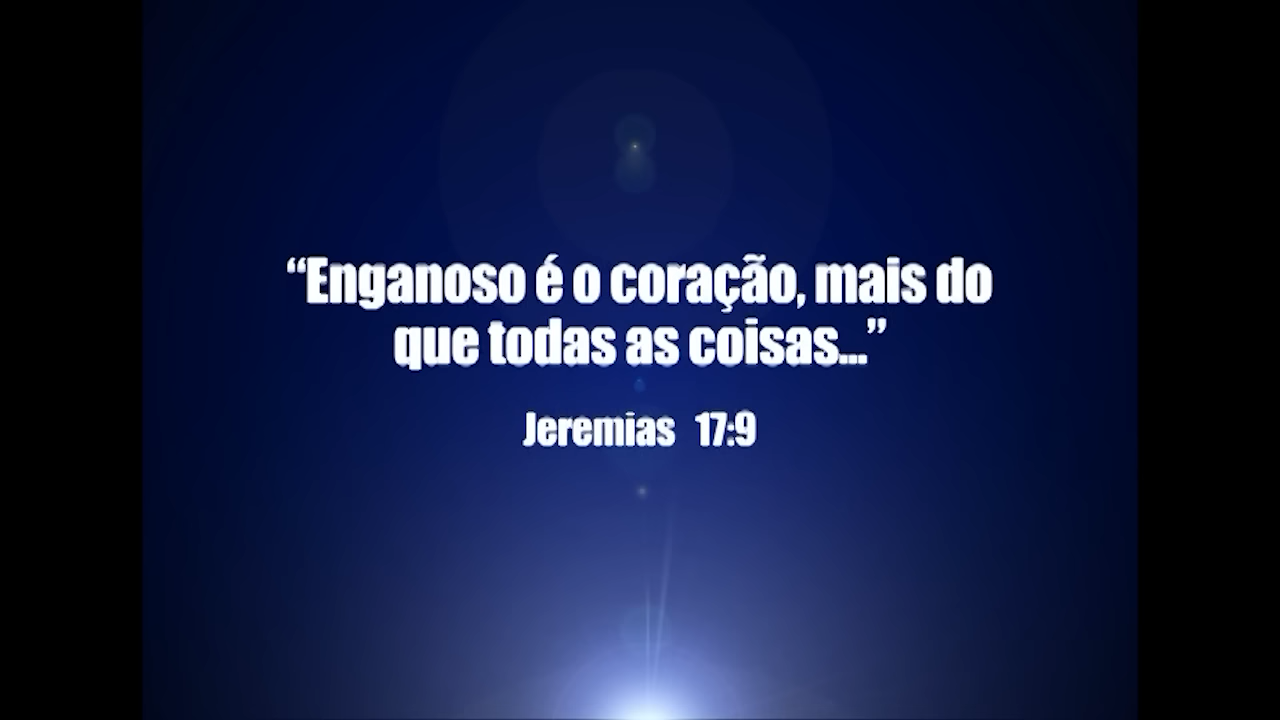 “Enganoso é o coração, mais do
que todas as coisas...”
Jeremias 17:9